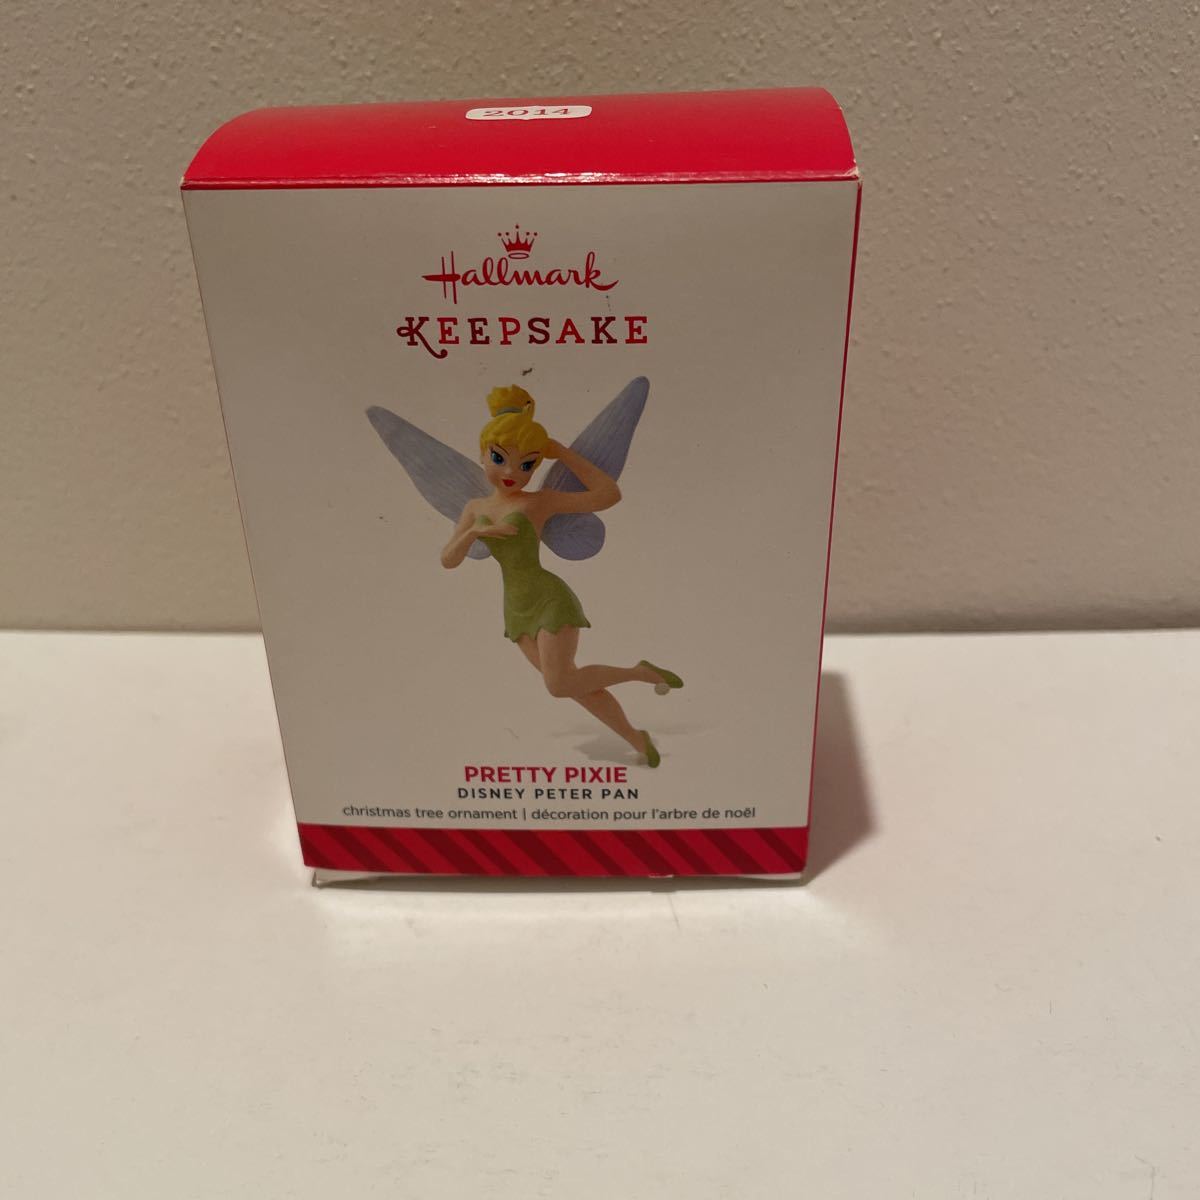 2014
Hallmark
KEEPSAKE
PRETTY PIXIE
DISNEY PETER PAN
christmas tree ornament | décoration pour l'arbre de noël